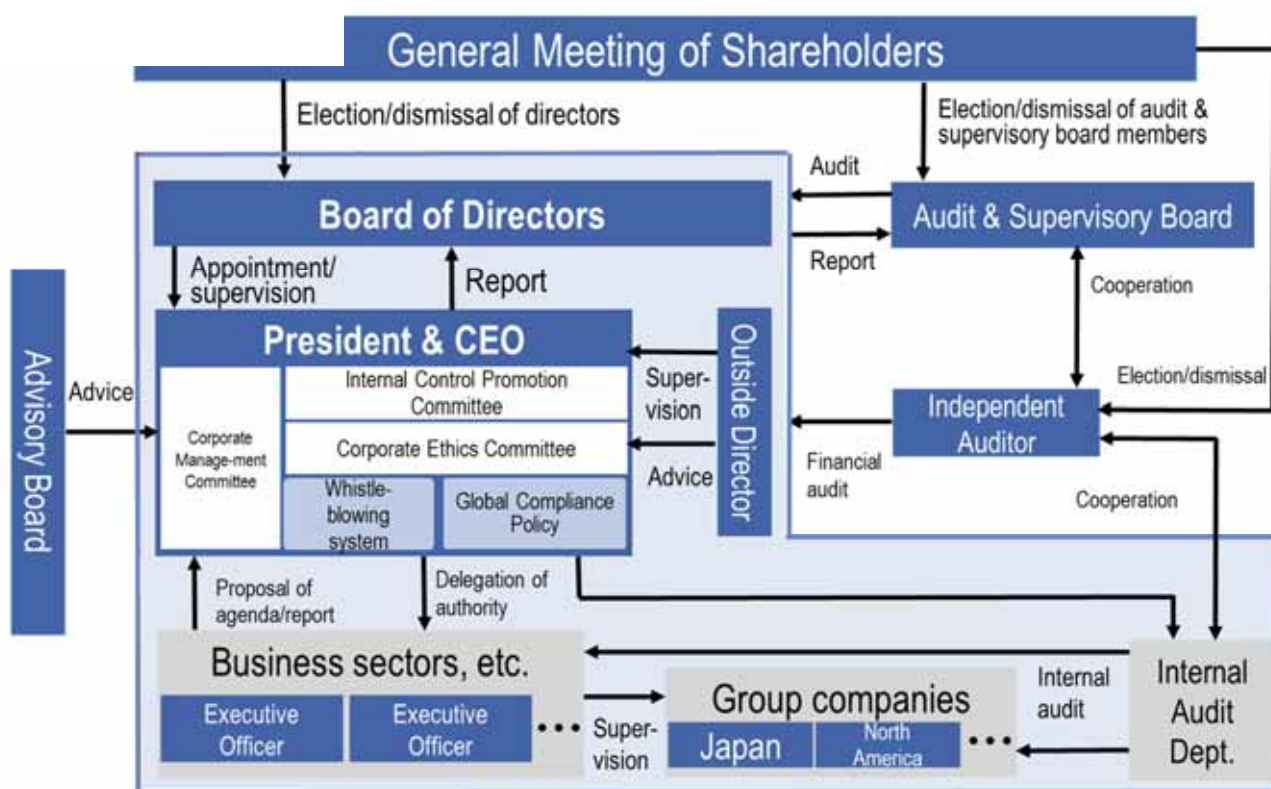 General Meeting of Shareholders
Election/dismissal of directors
Election/dismissal of audit &
supervisory board members
Audit
Board of Directors
Audit & Supervisory Board
Report
Appointment/
supervision
Report
Cooperation
Advisory Board
Advice
President & CEO
Internal Control Promotion
Committee
Corporate
Manage-ment
Committee
Corporate Ethics Committee
Whistle-
blowing
system
Global Compliance
Policy
Super-
vision
Advice
Outside Director
Election/dismissal
Independent
Auditor
Financial
audit
Cooperation
Proposal of
agenda/report
Delegation of
authority
Business sectors, etc.
Executive
Officer
Executive
Officer
•••
Super-
vision
Group companies
Japan
North
America
•••
Internal
audit
Internal
Audit
Dept.